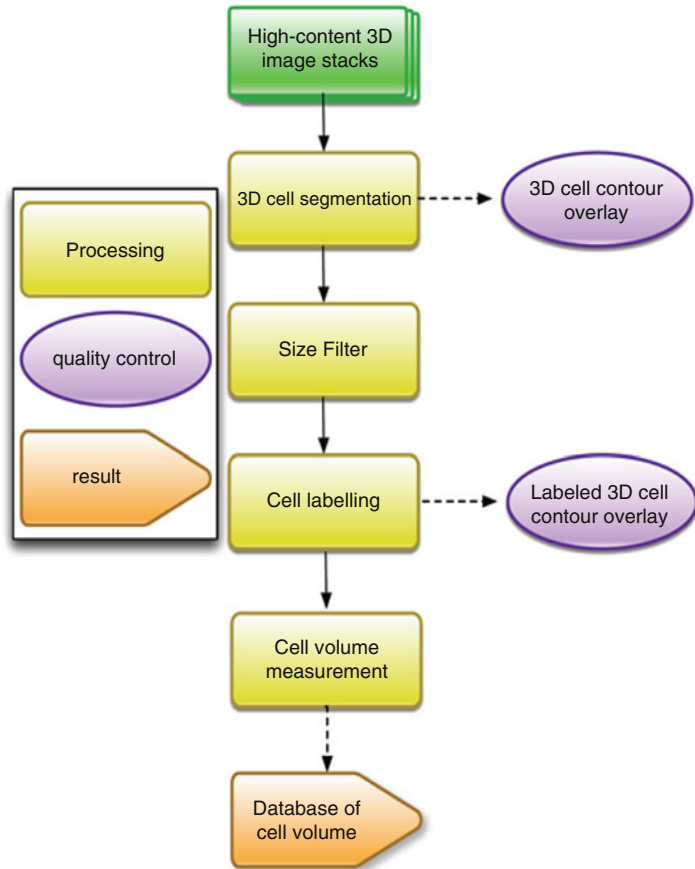 High-content 3D
image stacks
3D cell segmentation
3D cell contour
overlay
Processing
quality control
result
Size Filter
Cell labelling
Labeled 3D cell
contour overlay
Cell volume
measurement
Database of
cell volume